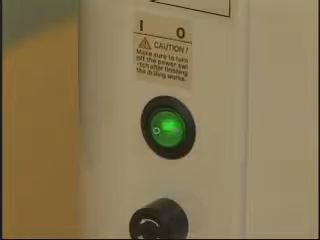 I O
CAUTION!
Make sure to turn
off the power swi
-tch after finishing
the drilling works.